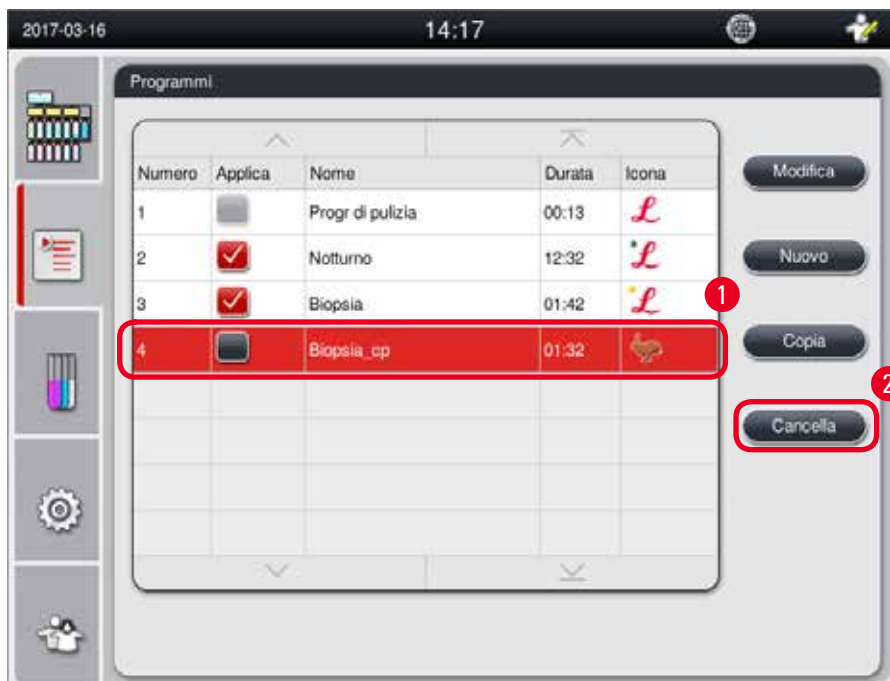 2017-03-16 14:17
Programmi
Numero Applica Nome Durata Icona
1 Progr di pulizia 00:13 L
2 Notturno 12:32 L
3 Biopsia 01:42 L
4 Biopsia_cp 01:32
Modifica
Nuovo
1
Copia
2
Cancella